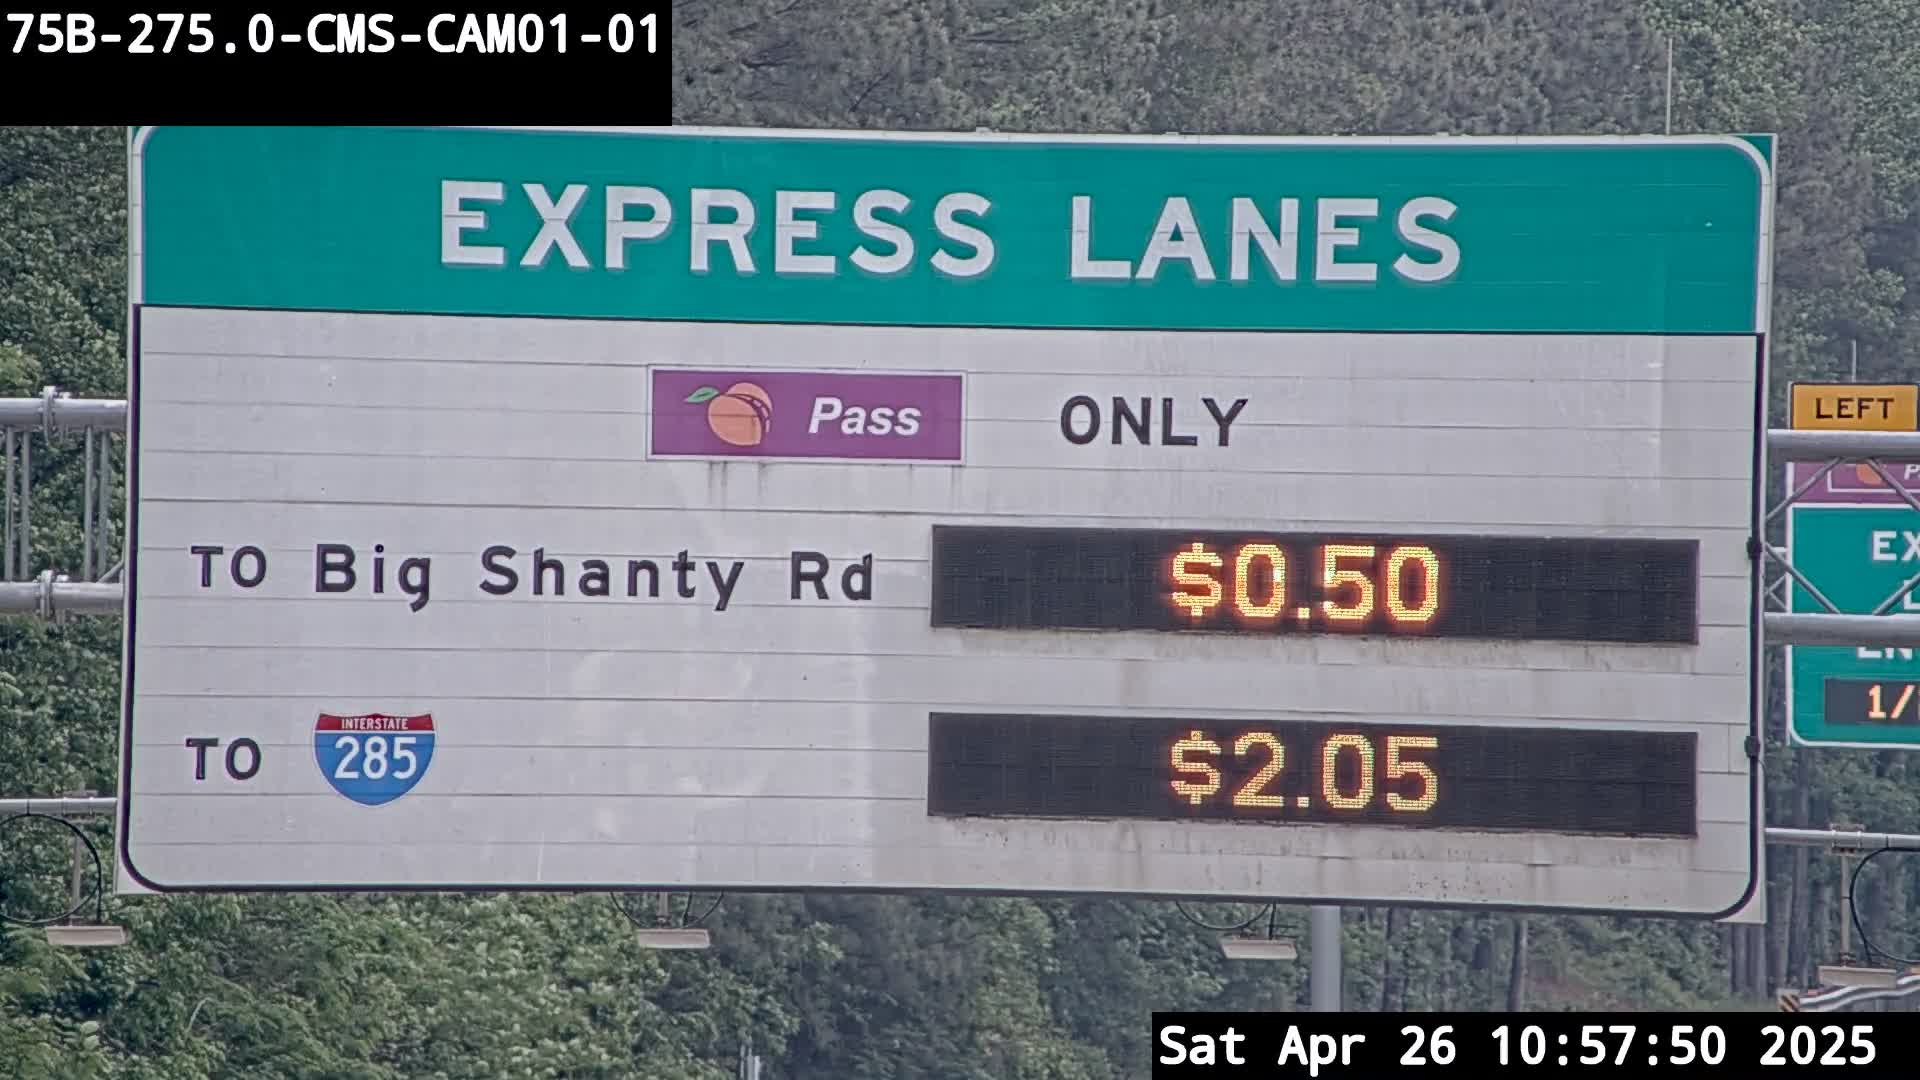 75B-275.0-CMS-CAM01-01
EXPRESS LANES
Pass ONLY
TO Big Shanty Rd $0.50
TO INTERSTATE 285 $2.05
LEFT
1/
Sat Apr 26 10:57:50 2025